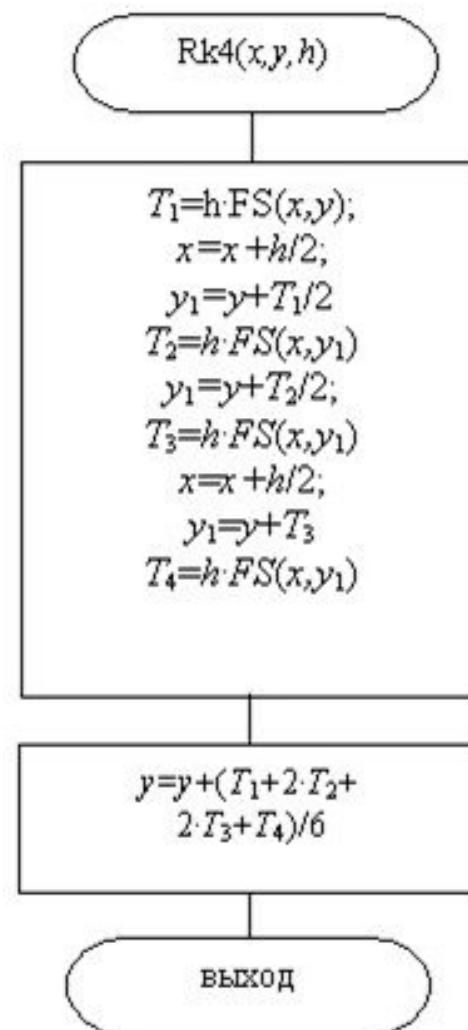 Rk4(x,y,h)
T₁=h·FS(x,y);
x=x+h/2;
y₁=y+T₁/2
T₂=h·FS(x,y₁)
y₁=y+T₂/2;
T₃=h·FS(x,y₁)
x=x+h/2;
y₁=y+T₃
T₄=h·FS(x,y₁)
y=y+(T₁+2·T₂+
2·T₃+T₄)/6
выход